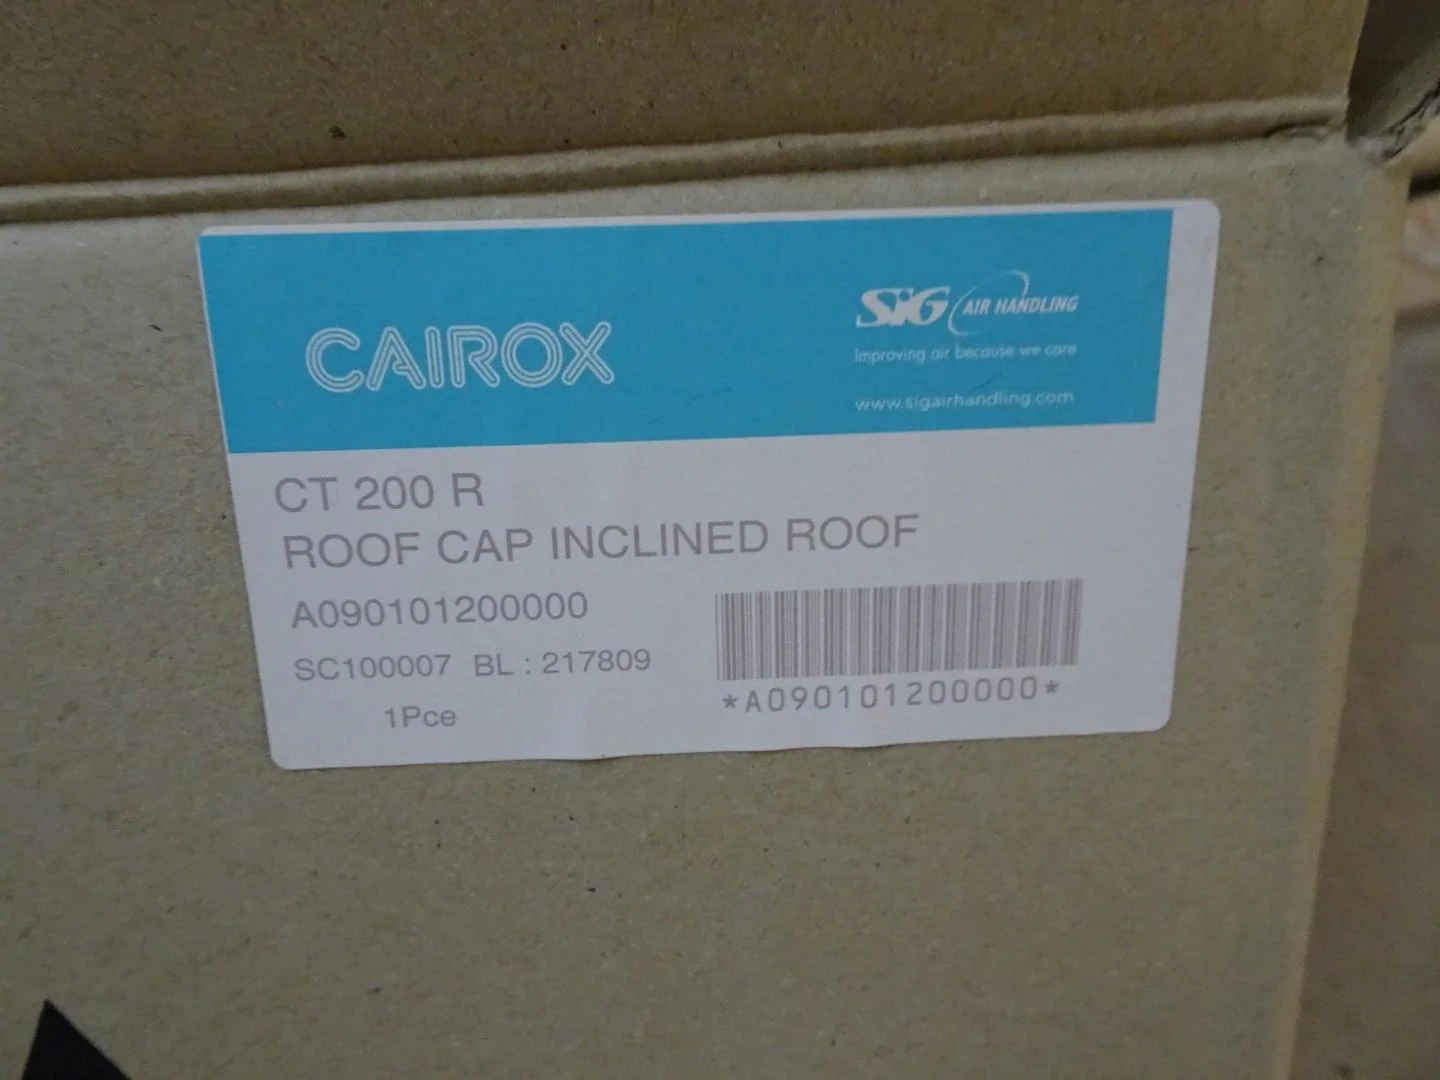 CAIROX
SIG AIR HANDLING
Improving air because we care
www.sigairhandling.com
CT 200 R
ROOF CAP INCLINED ROOF
A090101200000
SC100007 BL : 217809
1Pce
*A090101200000*